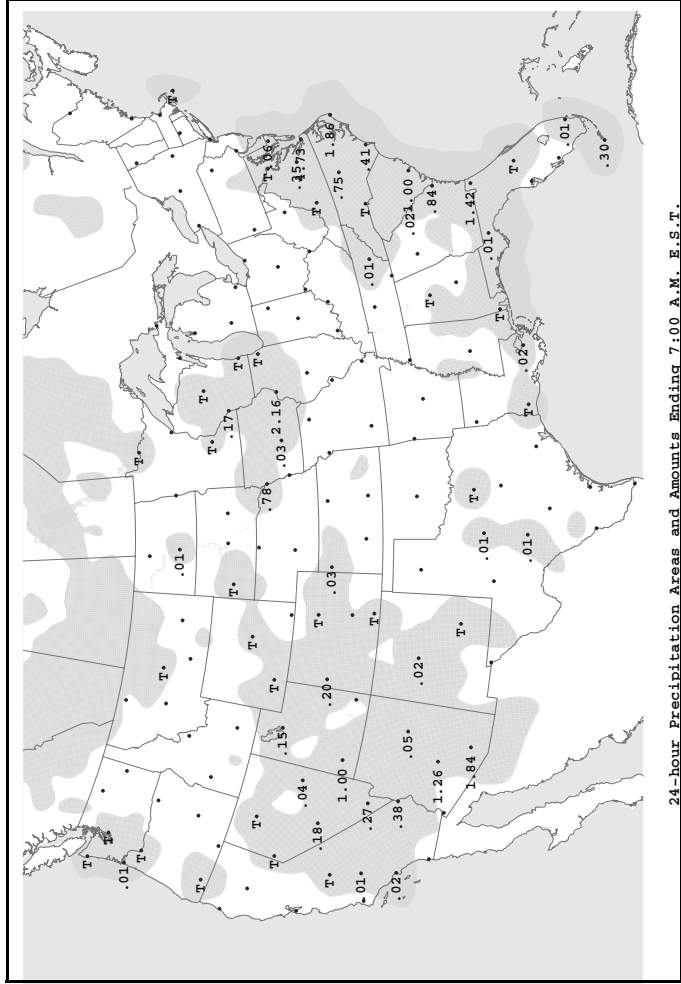 T
T
.01
T
T
T
T
.01
T
T
T
.17
T
T
T
T
T
.78
T
.06
T
T
.03
2.16
.15
.35
.04
.18
T
T
.20
T
.03
1.86
1.00
.75
.01
.27
T
.41
T
.01
.02
.38
.05
.02
1.00
.02
T
.84
1.26
T
1.84
1.42
T
.01
.01
T
T
.02
.01
T
.01
.30
24-hour Precipitation Areas and Amounts Ending 7:00 A.M. E.S.T.